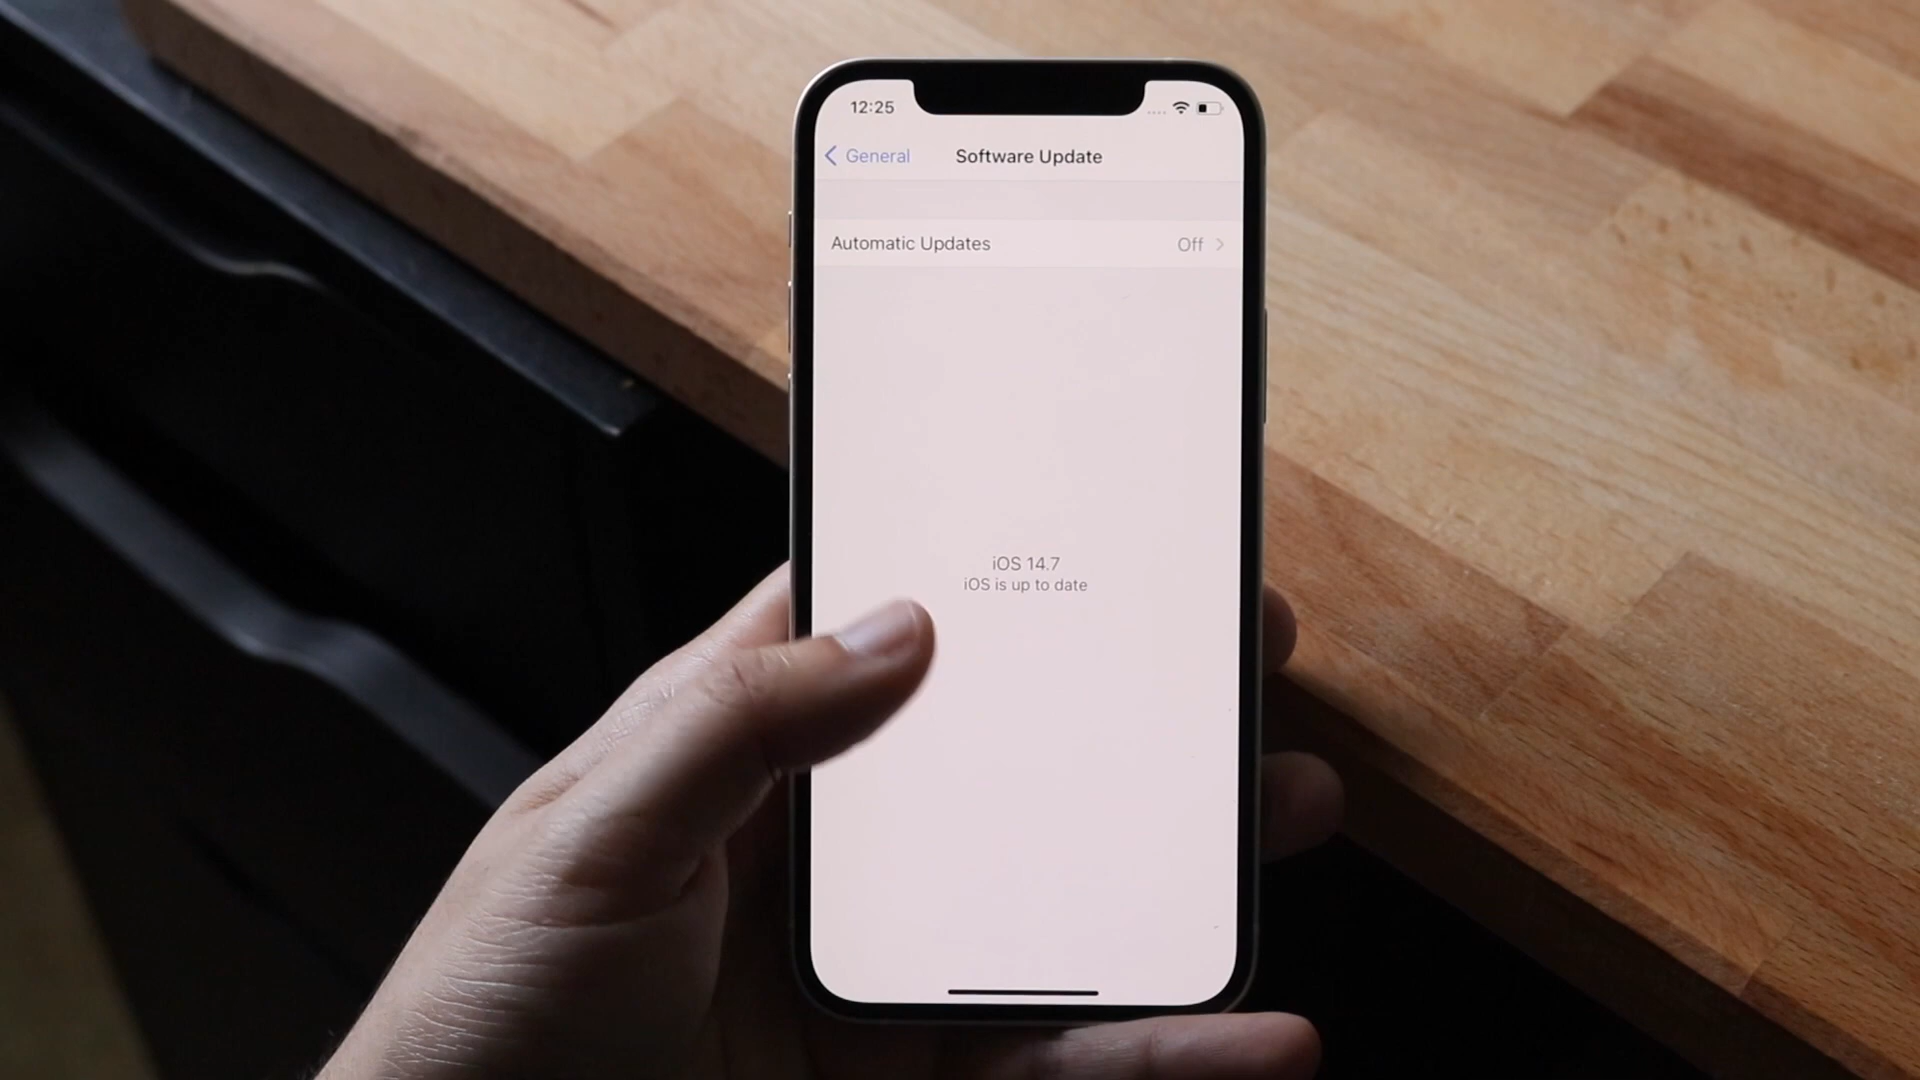 12:25
General
Software Update
Automatic Updates
Off
iOS 14.7
iOS is up to date